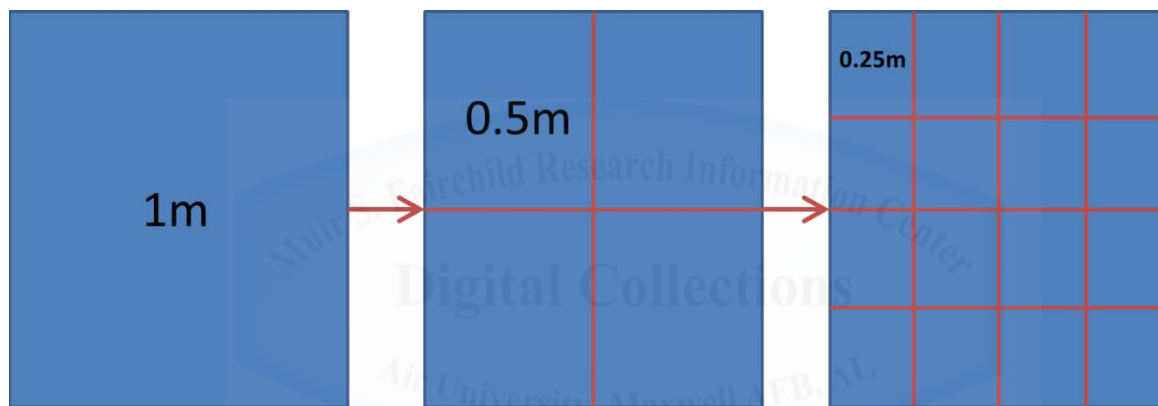 1m
0.5m
0.25m
Muir S. Fairchild Research Information Center
Digital Collections
Air University, Maxwell AFB, AL